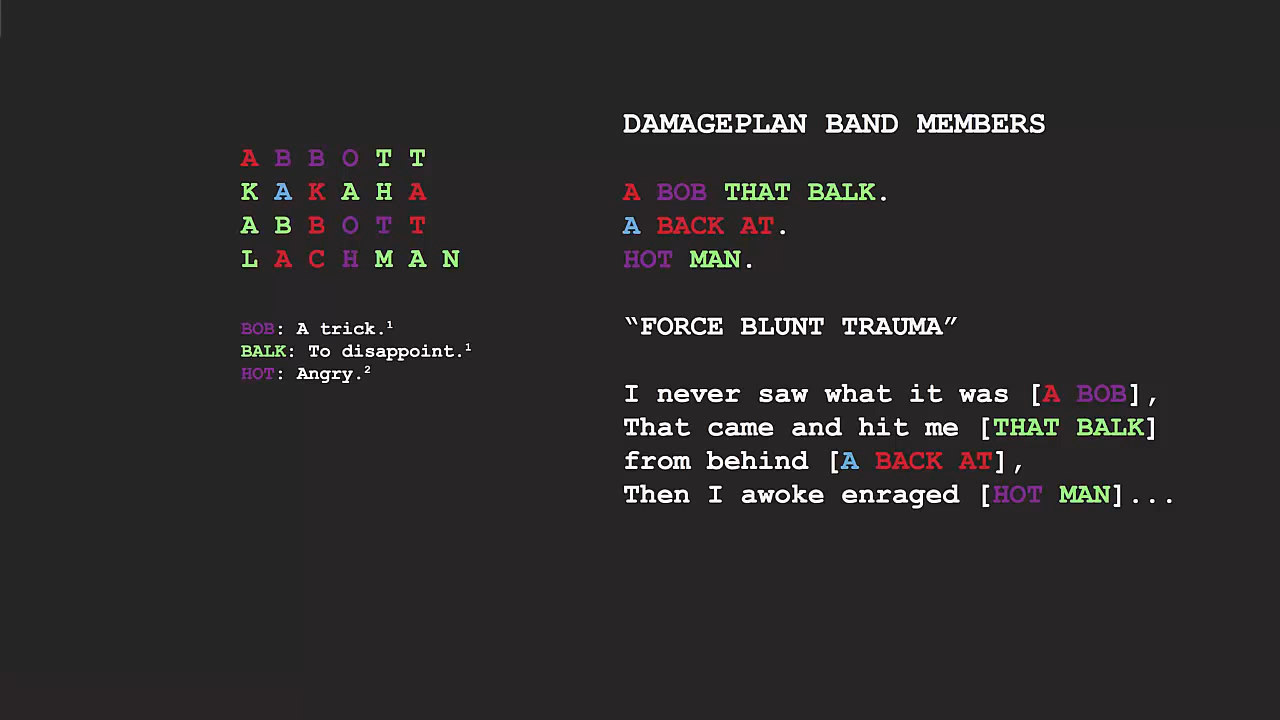 A B B O T T
K A K A H A
A B B O T T
L A C H M A N
BOB: A trick.¹
BALK: To disappoint.¹
HOT: Angry.²
DAMAGEPLAN BAND MEMBERS
A BOB THAT BALK.
A BACK AT.
HOT MAN.
“FORCE BLUNT TRAUMA”
I never saw what it was [A BOB],
That came and hit me [THAT BALK]
from behind [A BACK AT],
Then I awoke enraged [HOT MAN]...